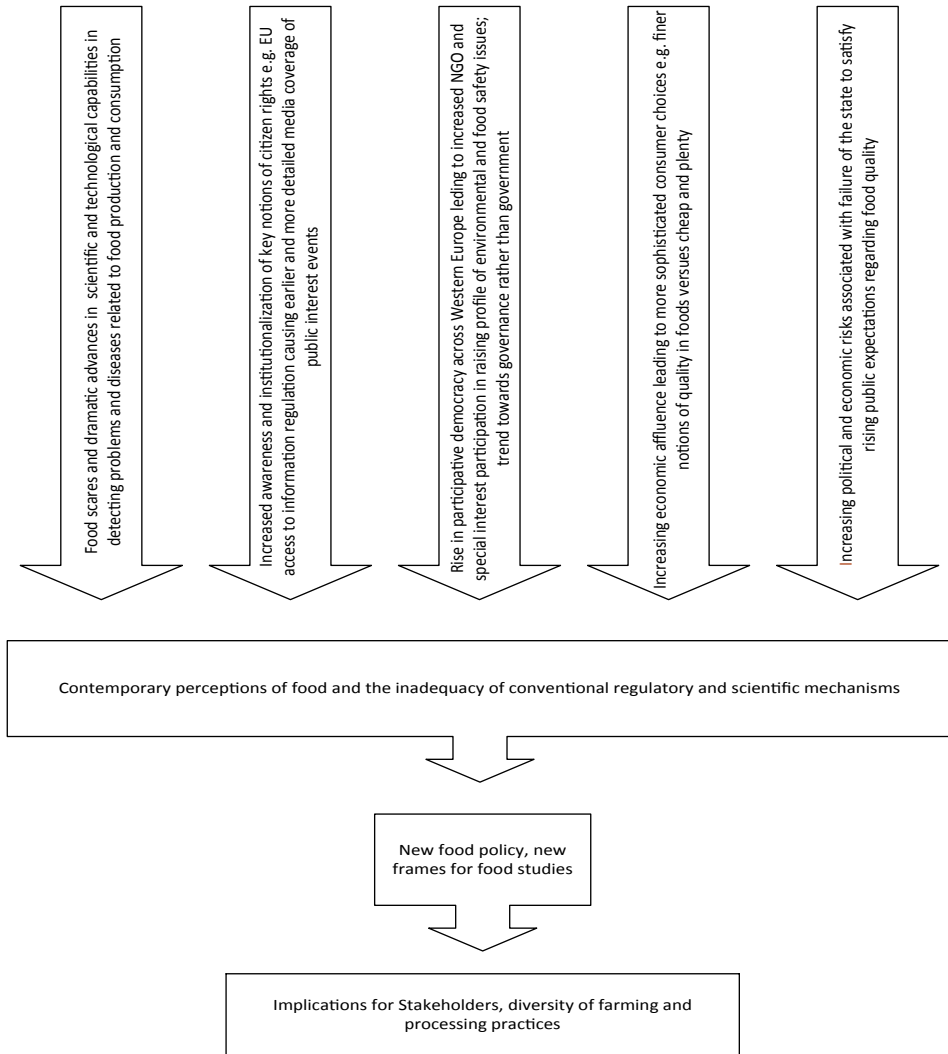 Food scares and dramatic advances in scientific and technological capabilities in
detecting problems and diseases related to food production and consumption
Increased awareness and institutionalization of key notions of citizen rights e.g. EU
access to information regulation causing earlier and more detailed media coverage of
public interest events
Rise in participative democracy across Western Europe leding to increased NGO and
special interest participation in raising profile of environmental and food safety issues;
trend towards governance rather than government
Increasing economic affluence leading to more sophisticated consumer choices e.g. finer
notions of quality in foods versues cheap and plenty
Increasing political and economic risks associated with failure of the state to satisfy
rising public expectations regarding food quality
Contemporary perceptions of food and the inadequacy of conventional regulatory and scientific mechanisms
New food policy, new
frames for food studies
Implications for Stakeholders, diversity of farming and
processing practices